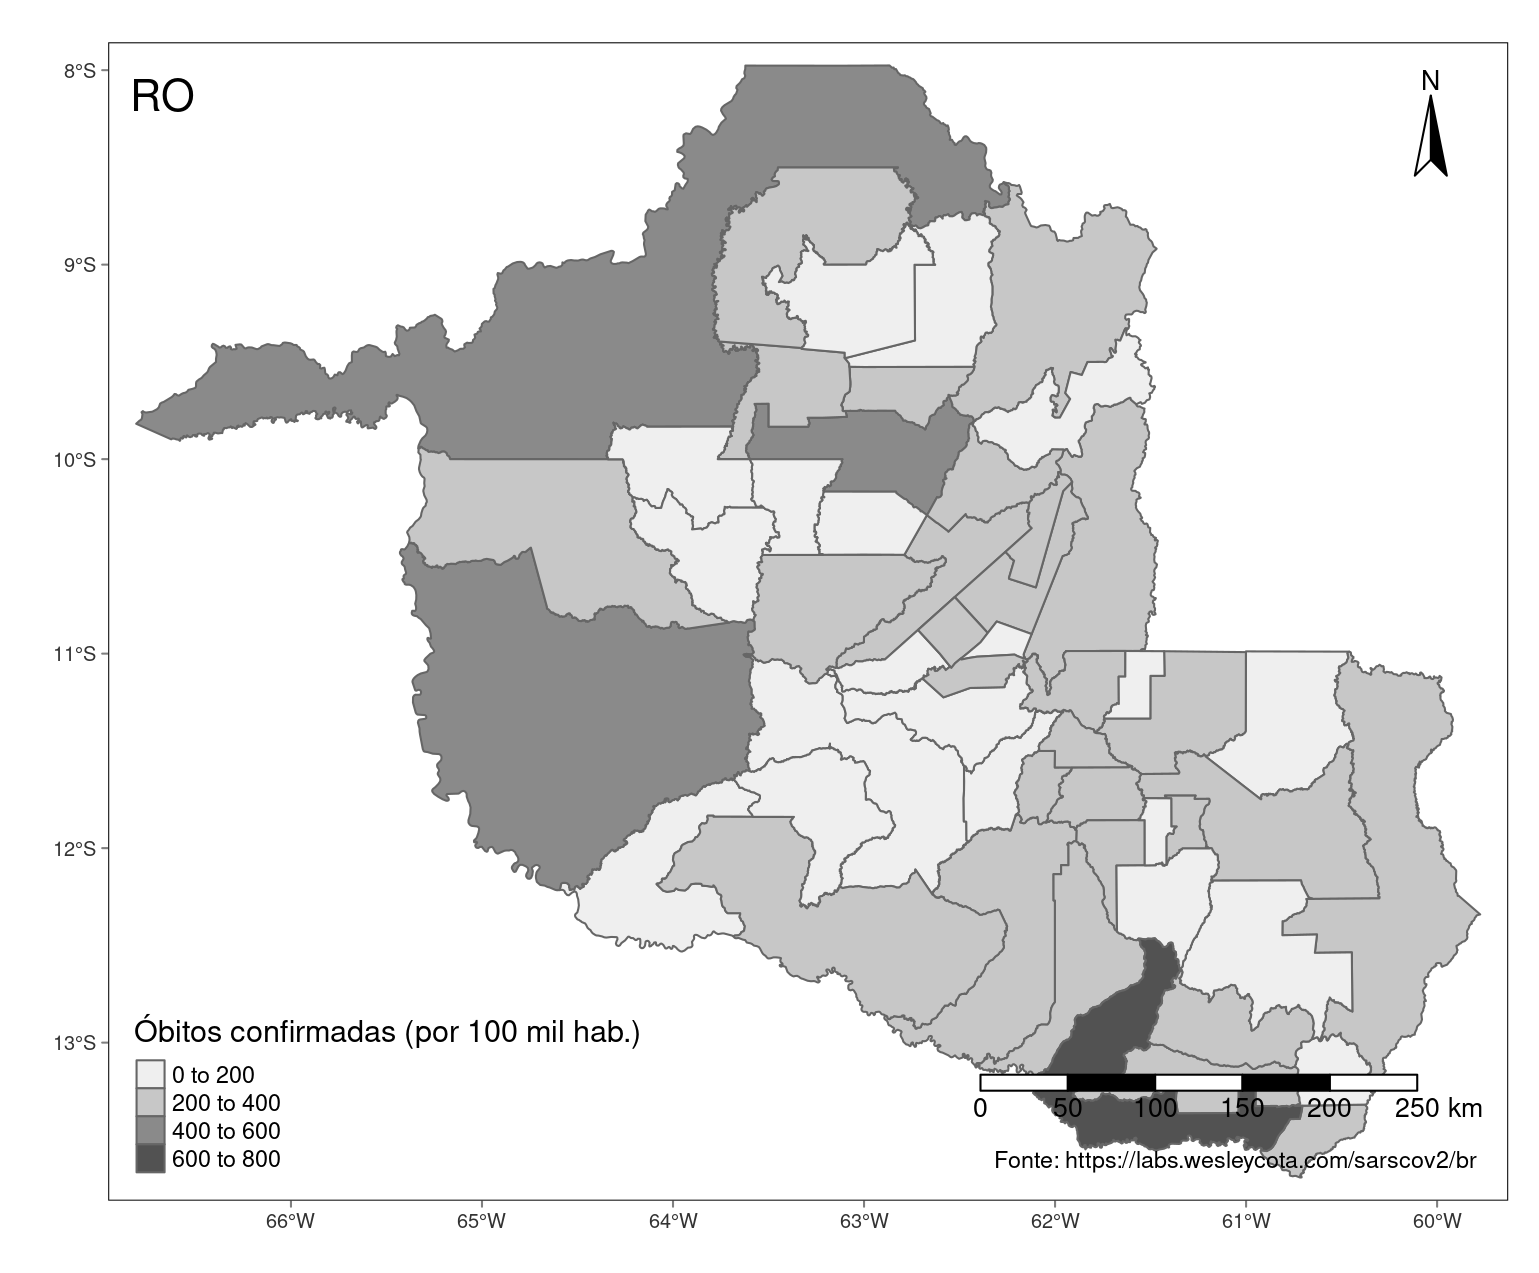 RO
N
8°S
9°S
10°S
11°S
12°S
13°S
Óbitos confirmadas (por 100 mil hab.)
0 to 200
200 to 400
400 to 600
600 to 800
0 50 100 150 200 250 km
Fonte: https://labs.wesleycota.com/sarscov2/br
66°W 65°W 64°W 63°W 62°W 61°W 60°W